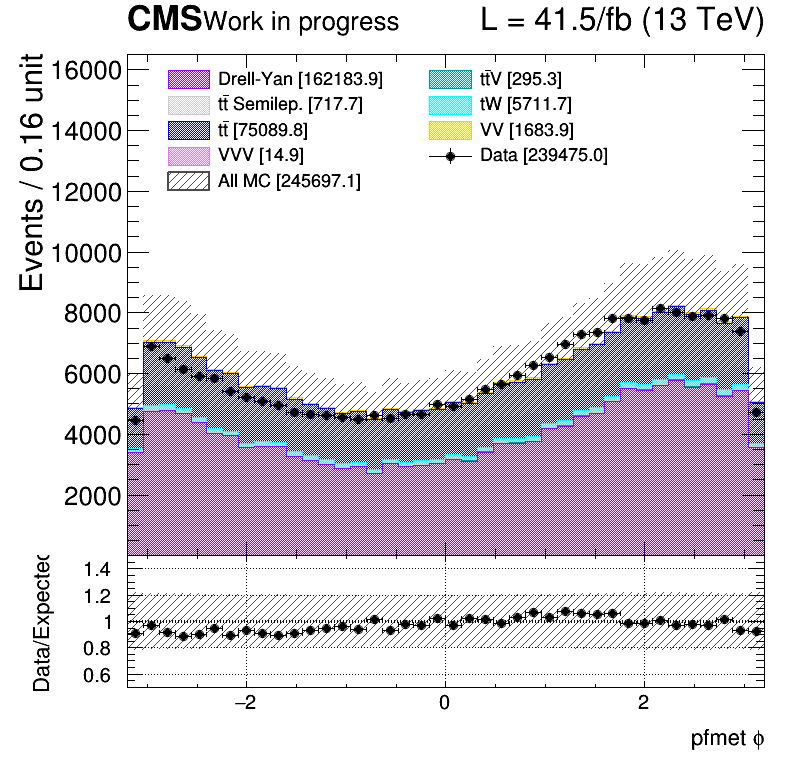 CMS Work in progress L = 41.5/fb (13 TeV)
Events / 0.16 unit
16000
14000
12000
10000
8000
6000
4000
2000
Drell-Yan [162183.9]
tt̄ Semilep. [717.7]
tt̄ [75089.8]
VVV [14.9]
All MC [245697.1]
tt̄V [295.3]
tW [5711.7]
VV [1683.9]
Data [239475.0]
Data/Expected
1.4
1.2
1
0.8
0.6
−2 0 2
pfmet ϕ